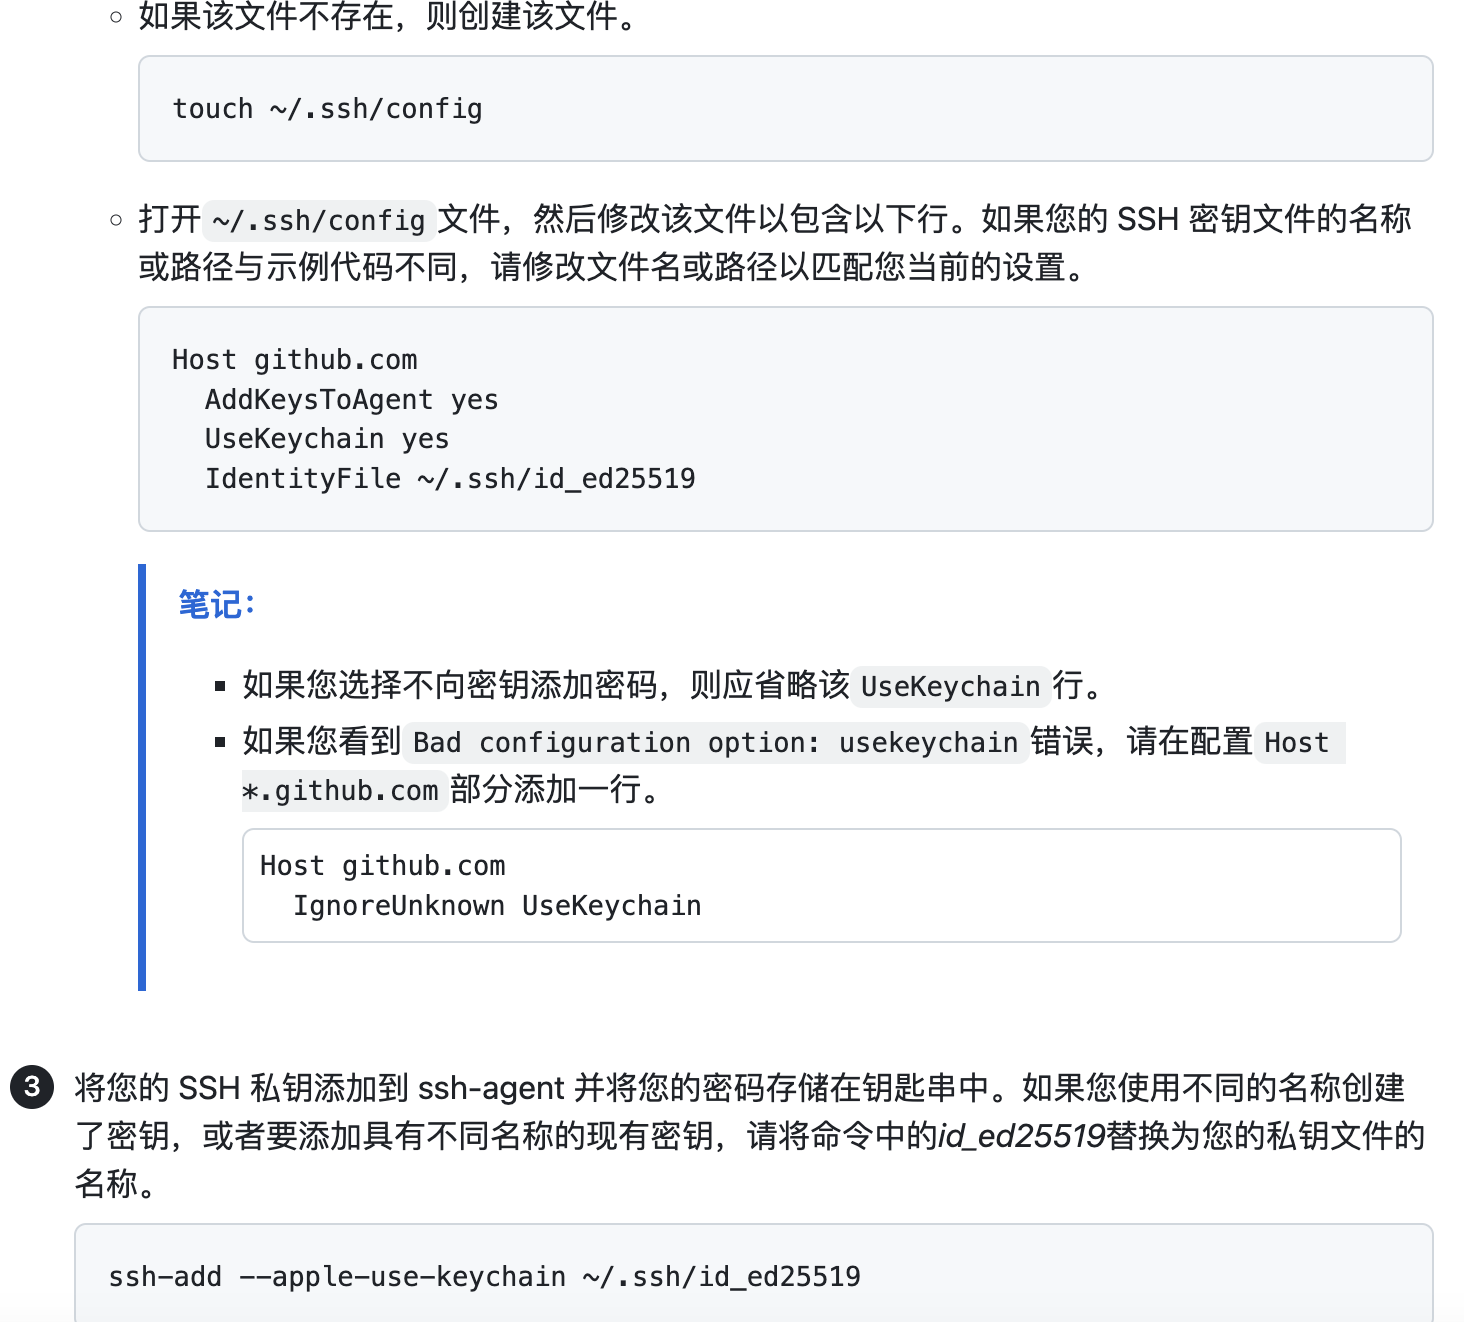 如果该文件不存在，则创建该文件。
touch ~/.ssh/config
打开 ~/.ssh/config 文件，然后修改该文件以包含以下行。如果您的 SSH 密钥文件的名称
或路径与示例代码不同，请修改文件名或路径以匹配您当前的设置。
Host github.com
  AddKeysToAgent yes
  UseKeychain yes
  IdentityFile ~/.ssh/id_ed25519
笔记：
如果您选择不向密钥添加密码，则应省略该 UseKeychain 行。
如果您看到 Bad configuration option: usekeychain 错误，请在配置 Host
*.github.com 部分添加一行。
Host github.com
  IgnoreUnknown UseKeychain
3 将您的 SSH 私钥添加到 ssh-agent 并将您的密码存储在钥匙串中。如果您使用不同的名称创建
了密钥，或者要添加具有不同名称的现有密钥，请将命令中的id_ed25519替换为您的私钥文件的
名称。
ssh-add --apple-use-keychain ~/.ssh/id_ed25519